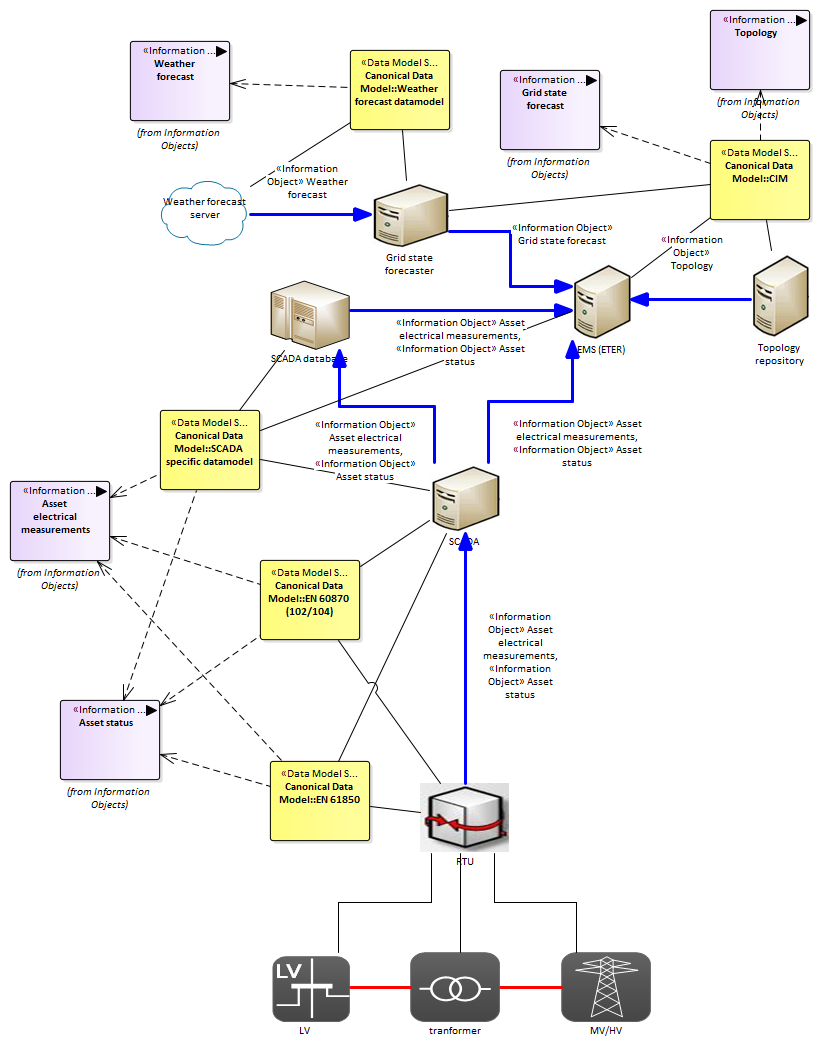 «Information ...
Topology
(from Information
Objects)
«Information ...
Weather
forecast
(from Information
Objects)
«Data Model S...
Canonical Data
Model::Weather
forecast datamodel
«Information ...
Grid state
forecast
(from Information
Objects)
«Data Model S...
Canonical Data
Model::CIM
«Information
Object» Weather
forecast
Weather forecast
server
Grid state
forecaster
«Information Object»
Grid state forecast
«Information
Object»
Topology
SCADA database
«Information Object» Asset
electrical measurements,
«Information Object» Asset
status
EMS (ETER)
Topology
repository
«Data Model S...
Canonical Data
Model::SCADA
specific datamodel
«Information Object»
Asset electrical
measurements,
«Information Object»
Asset status
«Information Object» Asset
electrical measurements,
«Information Object» Asset
status
«Information ...
Asset
electrical
measurements
(from Information
Objects)
SCADA
«Data Model S...
Canonical Data
Model::EN 60870
(102/104)
«Information
Object» Asset
electrical
measurements,
«Information
Object» Asset
status
«Information ...
Asset status
(from Information
Objects)
«Data Model S...
Canonical Data
Model::EN 61850
RTU
LV
LV
tranformer
MV/HV